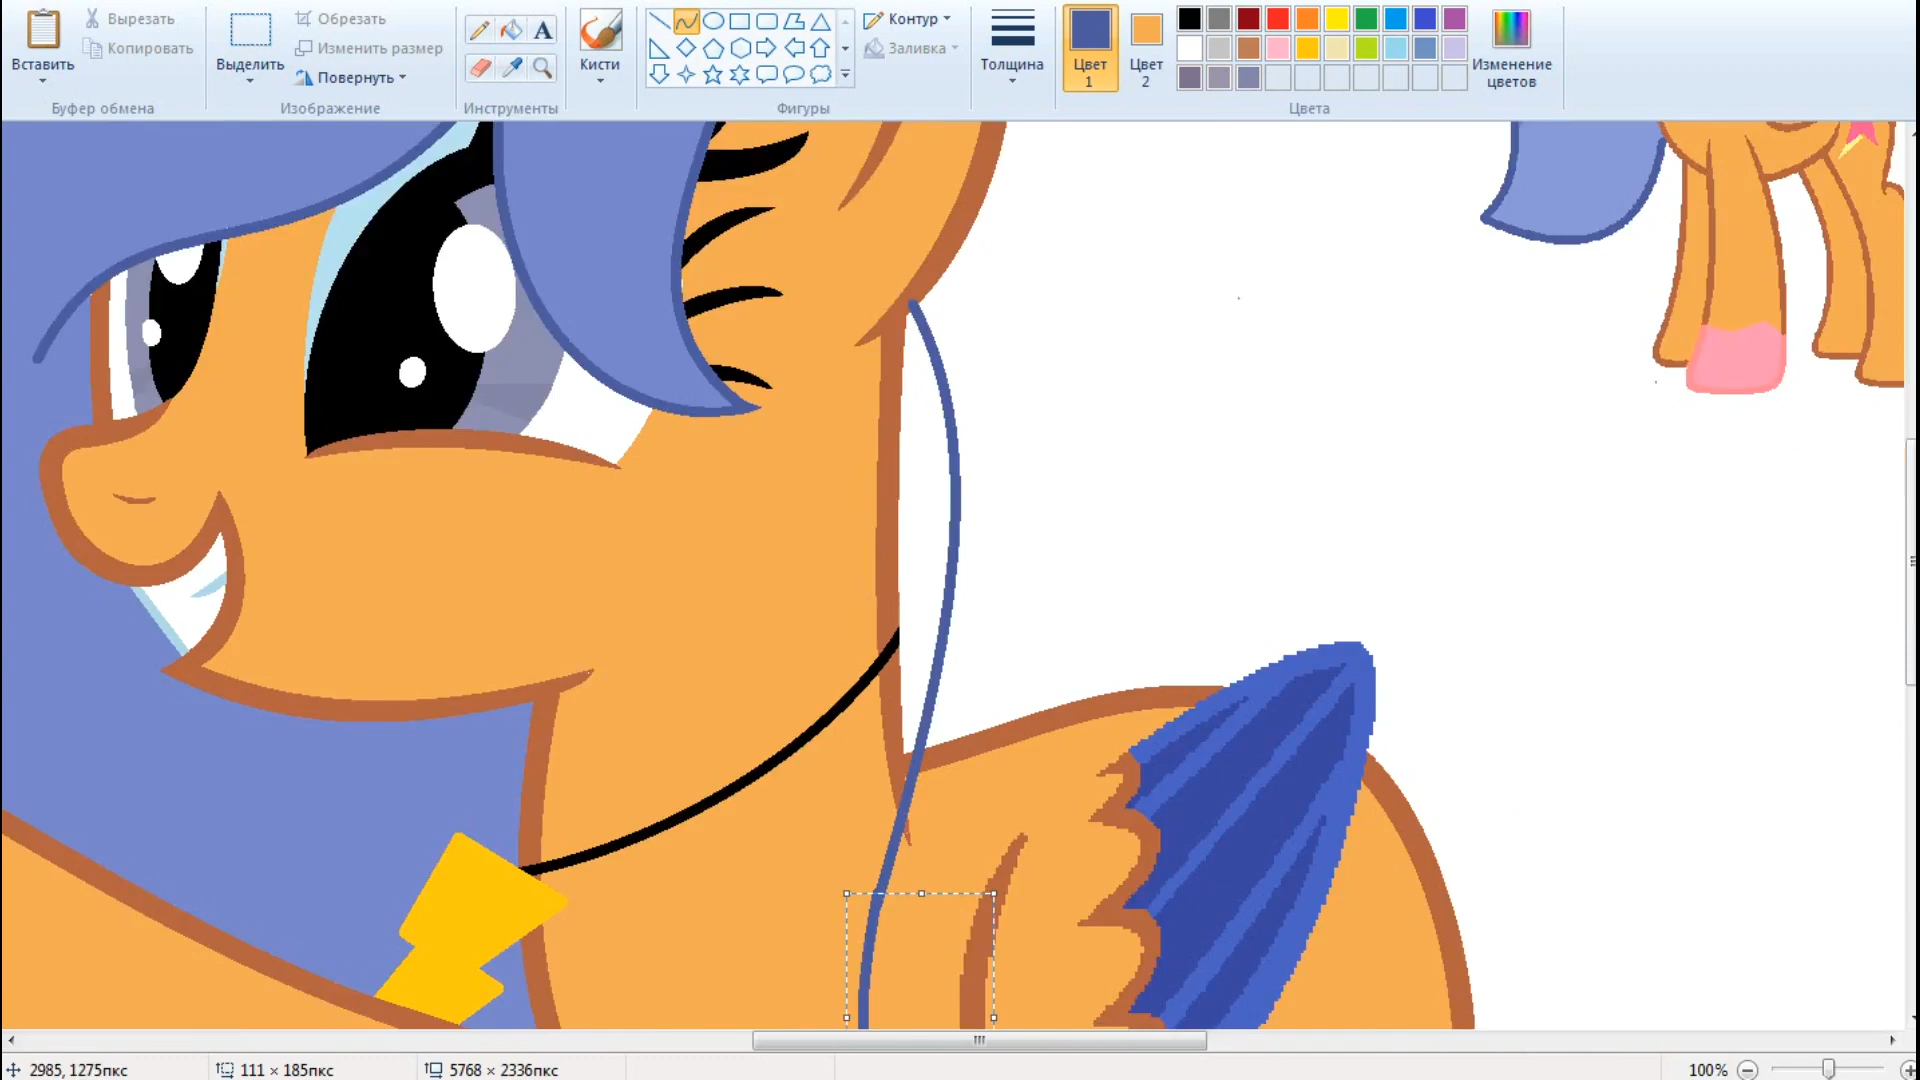 Вставить
Вырезать
Копировать
Буфер обмена
Выделить
Обрезать
Изменить размер
Повернуть
Изображение
A
Инструменты
Кисти
Контур
Заливка
Фигуры
Толщина
Цвет
1
Цвет
2
Изменение
цветов
Цвета
2985, 1275пкс
111 × 185пкс
5768 × 2336пкс
100%